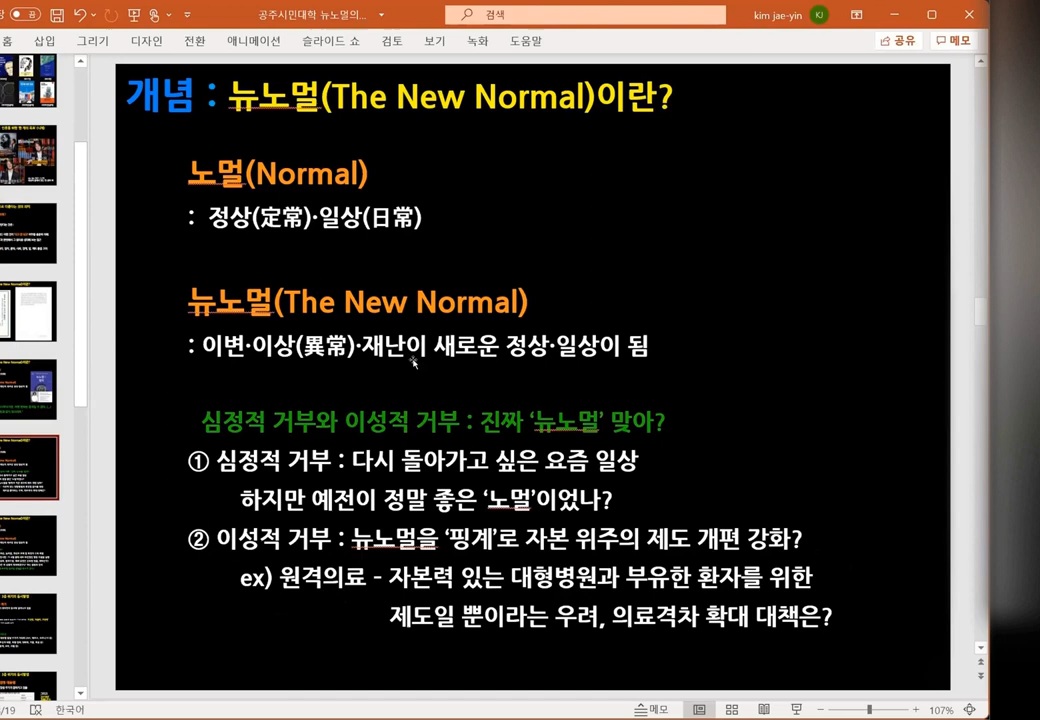 공주시민대학 뉴노멀의...
검색
kim jae-yin
KJ
홈 삽입 그리기 디자인 전환 애니메이션 슬라이드 쇼 검토 보기 녹화 도움말
공유 메모
개념 : 뉴노멀(The New Normal)이란?
노멀(Normal)
: 정상(定常)·일상(日常)
뉴노멀(The New Normal)
: 이변·이상(異常)·재난이 새로운 정상·일상이 됨
심정적 거부와 이성적 거부 : 진짜 ‘뉴노멀’ 맞아?
① 심정적 거부 : 다시 돌아가고 싶은 요즘 일상
하지만 예전이 정말 좋은 ‘노멀’이었나?
② 이성적 거부 : 뉴노멀을 ‘핑계’로 자본 위주의 제도 개편 강화?
ex) 원격의료 - 자본력 있는 대형병원과 부유한 환자를 위한
제도일 뿐이라는 우려, 의료격차 확대 대책은?
/19 한국어 메모 107%